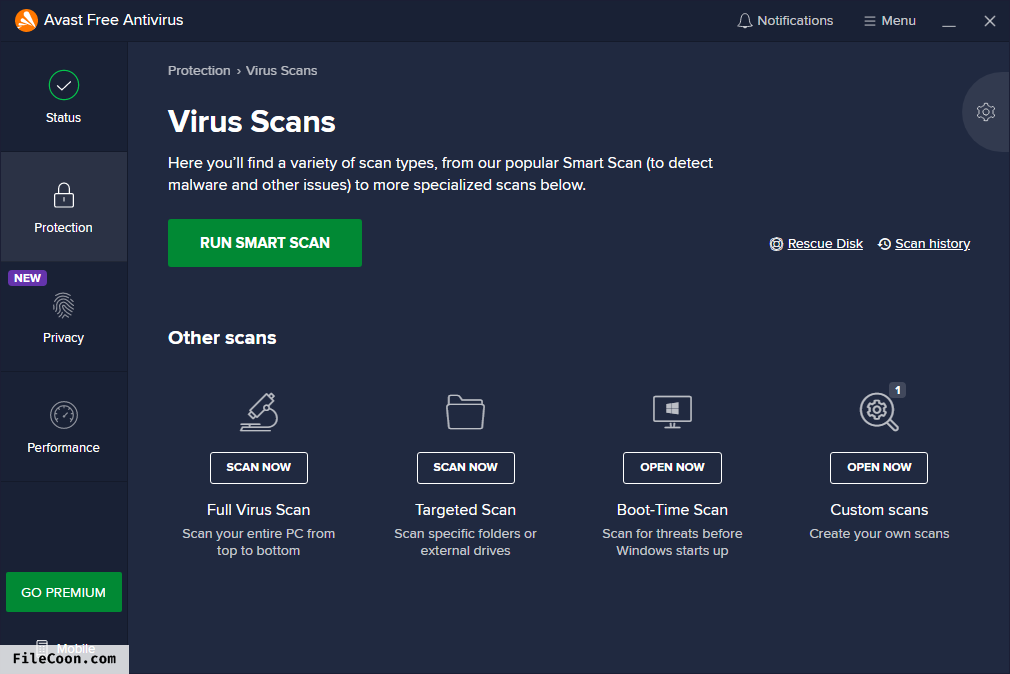 Avast Free Antivirus
Notifications
Menu
Status
Protection
NEW
Privacy
Performance
GO PREMIUM
Mobile
FileCoon.com
Protection › Virus Scans
Virus Scans
Here you’ll find a variety of scan types, from our popular Smart Scan (to detect
malware and other issues) to more specialized scans below.
RUN SMART SCAN
Rescue Disk
Scan history
Other scans
SCAN NOW
Full Virus Scan
Scan your entire PC from
top to bottom
SCAN NOW
Targeted Scan
Scan specific folders or
external drives
OPEN NOW
Boot-Time Scan
Scan for threats before
Windows starts up
1
OPEN NOW
Custom scans
Create your own scans